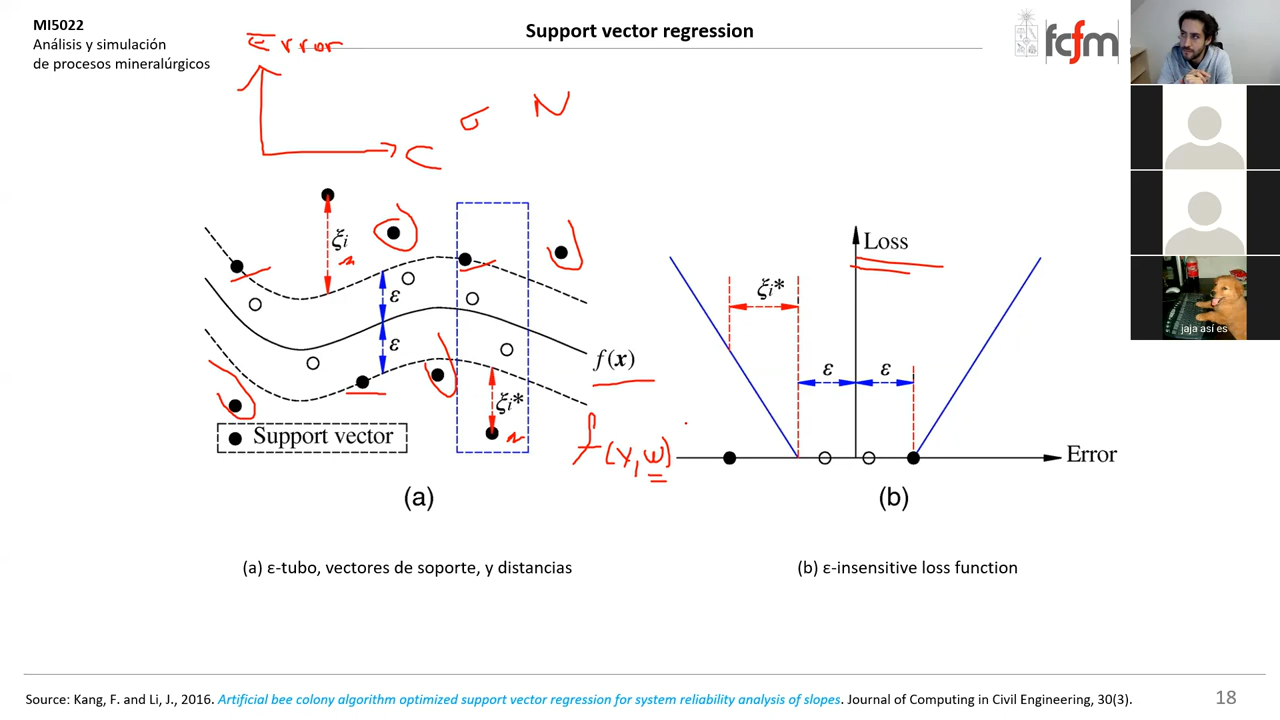 MI5022
Análisis y simulación
de procesos mineralúrgicos
Support vector regression
fcfm
Error
C
σ N
ξi
ε
ε
f(x)
ξi*
Support vector
f(x,w)
(a)
Loss
ξi*
ε ε
Error
(b)
jaja así es
(a) ε-tubo, vectores de soporte, y distancias
(b) ε-insensitive loss function
Source: Kang, F. and Li, J., 2016. Artificial bee colony algorithm optimized support vector regression for system reliability analysis of slopes. Journal of Computing in Civil Engineering, 30(3).
18